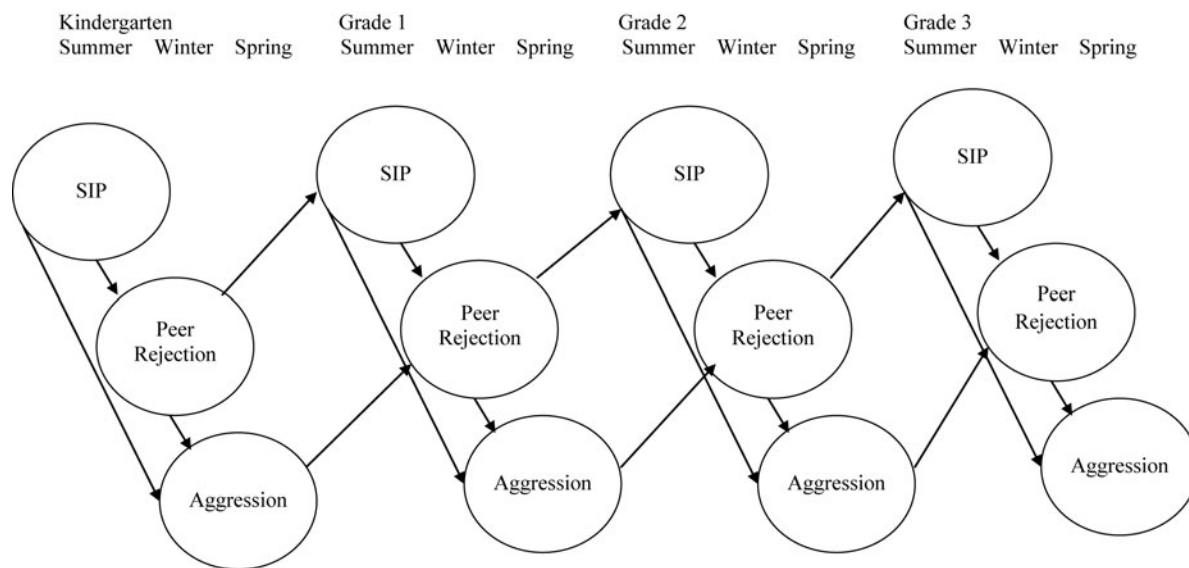 Kindergarten Grade 1 Grade 2 Grade 3
Summer Winter Spring Summer Winter Spring Summer Winter Spring Summer Winter Spring
SIP
SIP
SIP
SIP
Peer
Rejection
Peer
Rejection
Peer
Rejection
Peer
Rejection
Aggression
Aggression
Aggression
Aggression